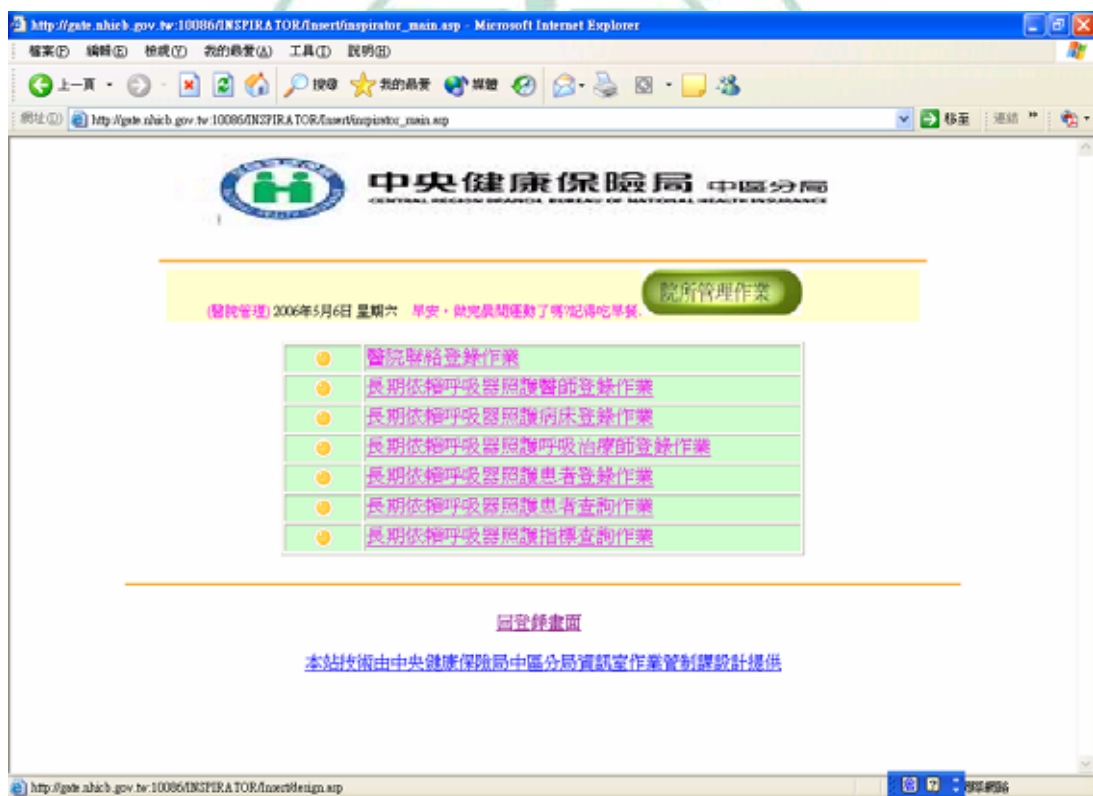 http://gate.nhicb.gov.tw:10086/INSPIRATOR/Insert/inspirator_main.asp - Microsoft Internet Explorer
檔案(F) 編輯(E) 檢視(V) 我的最愛(A) 工具(T) 說明(H)
上一頁 搜尋 我的最愛 媒體
網址(D) http://gate.nhicb.gov.tw:10086/INSPIRATOR/Insert/inspirator_main.asp 移至 連結 »
中央健康保險局 中區分局
CENTRAL REGION BRANCH, BUREAU OF NATIONAL HEALTH INSURANCE
院所管理作業
(醫院管理) 2006年5月6日 星期六 早安,做完晨間運動了嗎?記得吃早餐.
醫院聯絡登錄作業
長期依賴呼吸器照護醫師登錄作業
長期依賴呼吸器照護病床登錄作業
長期依賴呼吸器照護呼吸治療師登錄作業
長期依賴呼吸器照護患者登錄作業
長期依賴呼吸器照護患者查詢作業
長期依賴呼吸器照護指標查詢作業
回登錄畫面
本站技術由中央健康保險局中區分局資訊室作業管制課設計提供
http://gate.nhicb.gov.tw:10086/INSPIRATOR/Insert/design.asp 網際網路